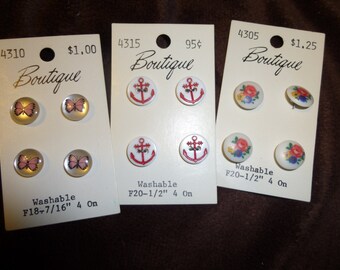 4310 $1.00
Boutique
Washable
F18-7/16" 4 On
4315 95¢
Boutique
Washable
F20-1/2" 4 On
4305 $1.25
Boutique
Washable
F20-1/2" 4 On